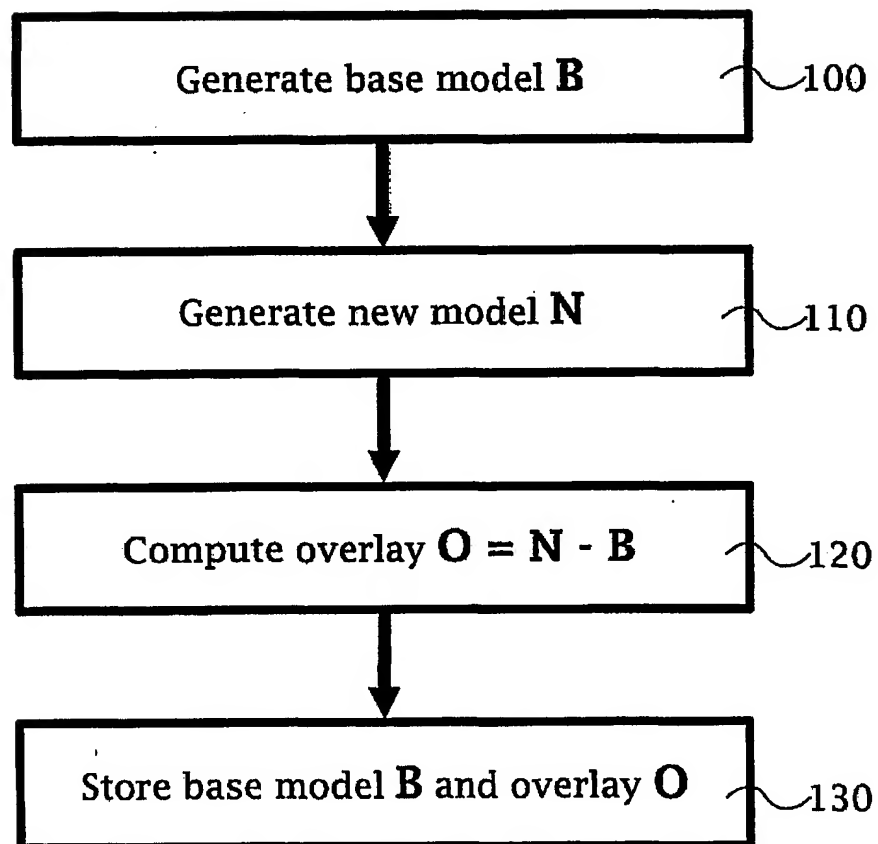 Generate base model B 100
Generate new model N 110
Compute overlay O = N - B 120
Store base model B and overlay O 130